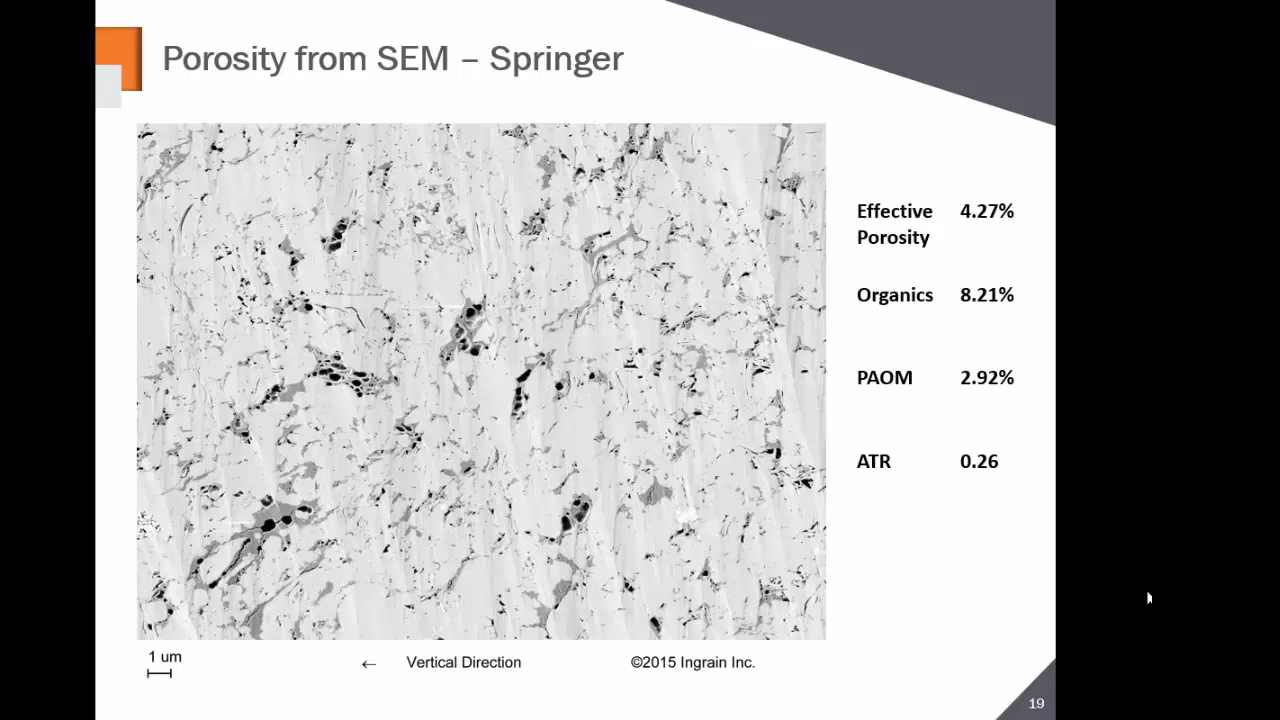 Porosity from SEM – Springer
Effective Porosity 4.27%
Organics 8.21%
PAOM 2.92%
ATR 0.26
1 um
← Vertical Direction
©2015 Ingrain Inc.
19